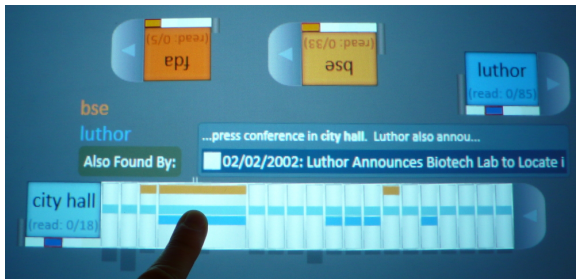 fda
(read: 0/5)
bse
(read: 0/33)
luthor
(read: 0/85)
bse
luthor
Also Found By:
...press conference in city hall. Luthor also annou...
02/02/2002: Luthor Announces Biotech Lab to Locate i
city hall
(read: 0/18)